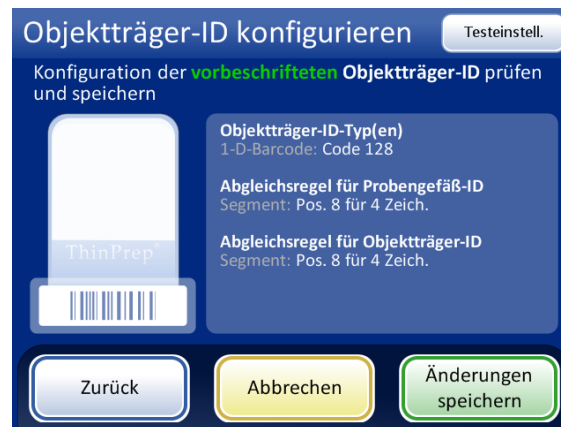 Objektträger-ID konfigurieren
Testeinstell.
Konfiguration der vorbeschrifteten Objektträger-ID prüfen
und speichern
Objektträger-ID-Typ(en)
1-D-Barcode: Code 128
Abgleichsregel für Probengefäß-ID
Segment: Pos. 8 für 4 Zeich.
Abgleichsregel für Objektträger-ID
Segment: Pos. 8 für 4 Zeich.
ThinPrep®
Zurück
Abbrechen
Änderungen
speichern